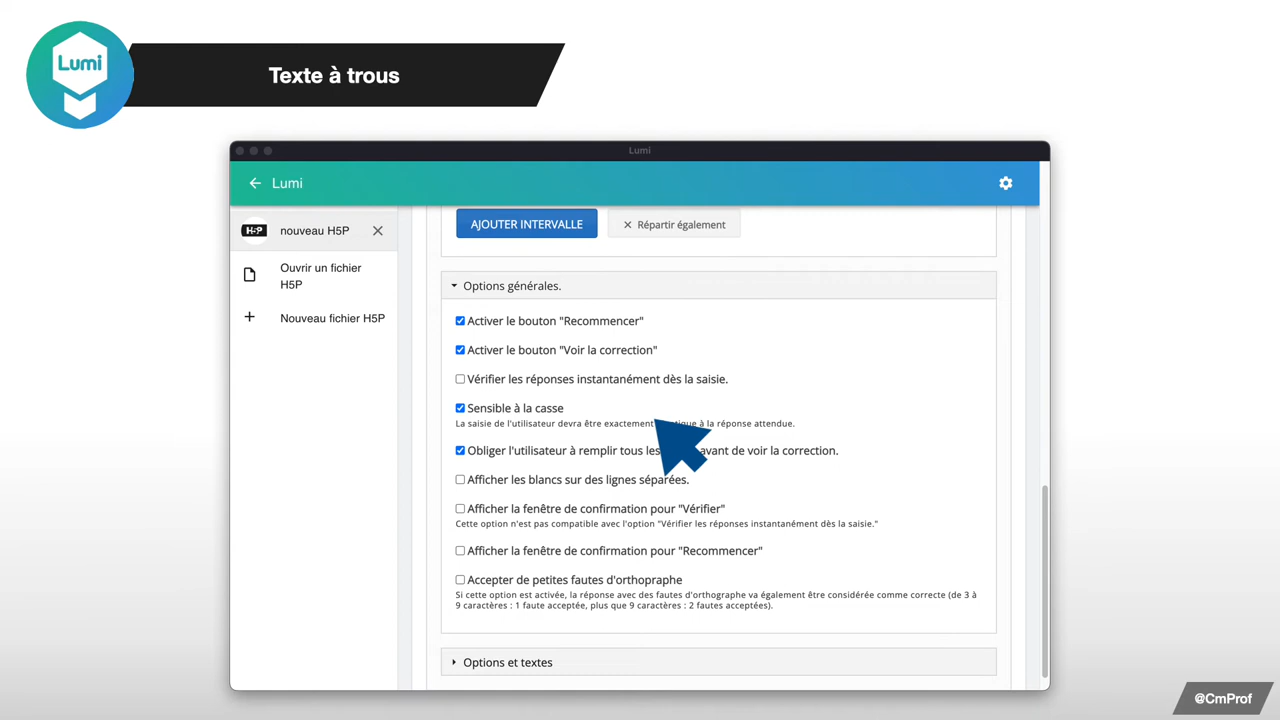 Lumi
Texte à trous
Lumi
Lumi
AJOUTER INTERVALLE
Répartir également
H5P
nouveau H5P
Ouvrir un fichier
H5P
Nouveau fichier H5P
Options générales.
Activer le bouton "Recommencer"
Activer le bouton "Voir la correction"
Vérifier les réponses instantanément dès la saisie.
Sensible à la casse
La saisie de l'utilisateur devra être exactement à la réponse attendue.
Obliger l'utilisateur à remplir tous les avant de voir la correction.
Afficher les blancs sur des lignes séparées.
Afficher la fenêtre de confirmation pour "Vérifier"
Cette option n'est pas compatible avec l'option "Vérifier les réponses instantanément dès la saisie."
Afficher la fenêtre de confirmation pour "Recommencer"
Accepter de petites fautes d'orthopraphe
Si cette option est activée, la réponse avec des fautes d'orthographe va également être considérée comme correcte (de 3 à
9 caractères : 1 faute acceptée, plus que 9 caractères : 2 fautes acceptées).
Options et textes
@CmProf